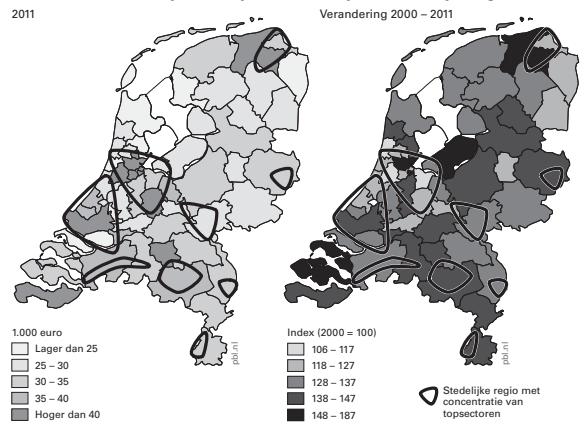 2011
Verandering 2000 – 2011
1.000 euro
Lager dan 25
25 – 30
30 – 35
35 – 40
Hoger dan 40
pbl.nl
Index (2000 = 100)
106 – 117
118 – 127
128 – 137
138 – 147
148 – 187
pbl.nl
Stedelijke regio met
concentratie van
topsectoren